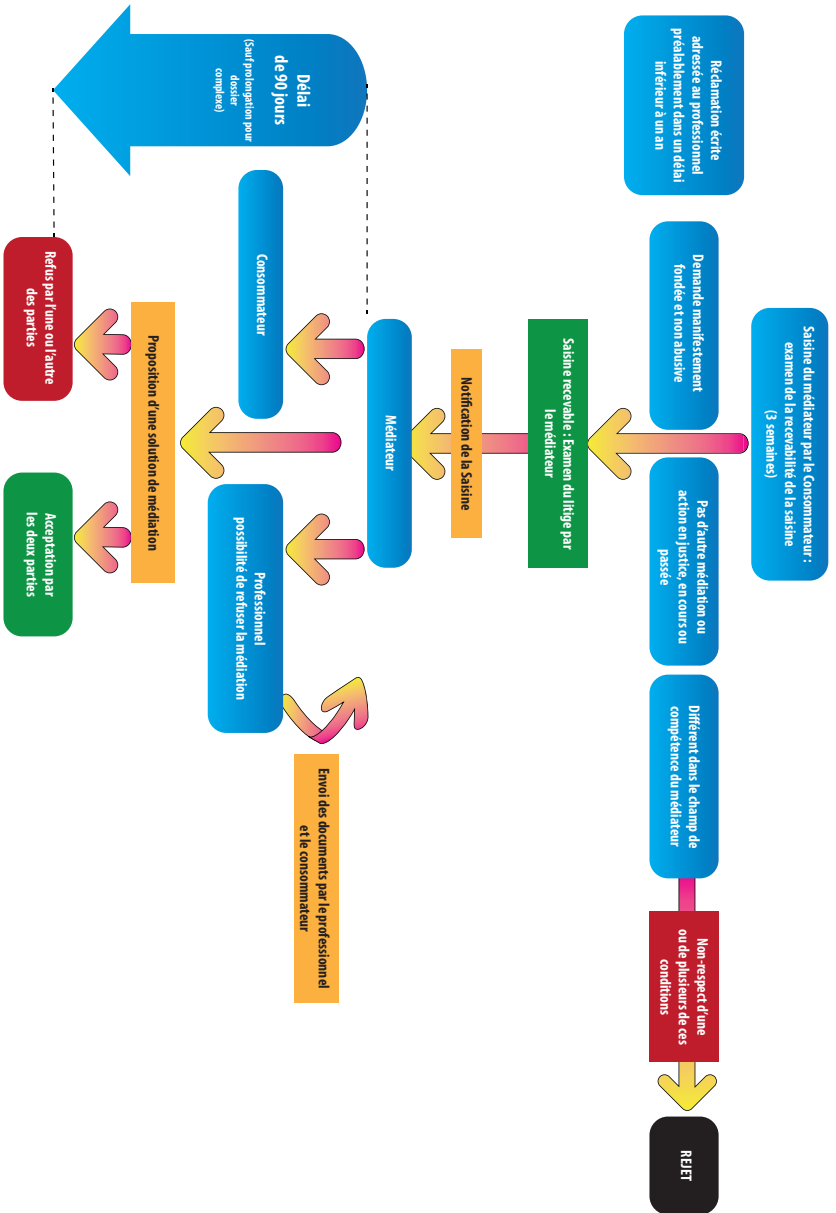 Saisine du médiateur par le Consommateur :
examen de la recevabilité de la saisine
(3 semaines)
Réclamation écrite
adressée au professionnel
préalablement dans un délai
inférieur à un an
Demande manifestement
fondée et non abusive
Pas d'autre médiation ou
action en justice, en cours ou
passée
Différent dans le champ de
compétence du médiateur
Non-respect d'une
ou de plusieurs de ces
conditions
REJET
Saisine recevable : Examen du litige par
le médiateur
Notification de la Saisine
Médiateur
Délai
de 90 jours
(Sauf prolongation pour
dossier
complexe)
Consommateur
Professionnel
possibilité de refuser la médiation
Envoi des documents par le professionnel
et le consommateur
Proposition d'une solution de médiation
Refus par l'une ou l'autre
des parties
Acceptation par
les deux parties